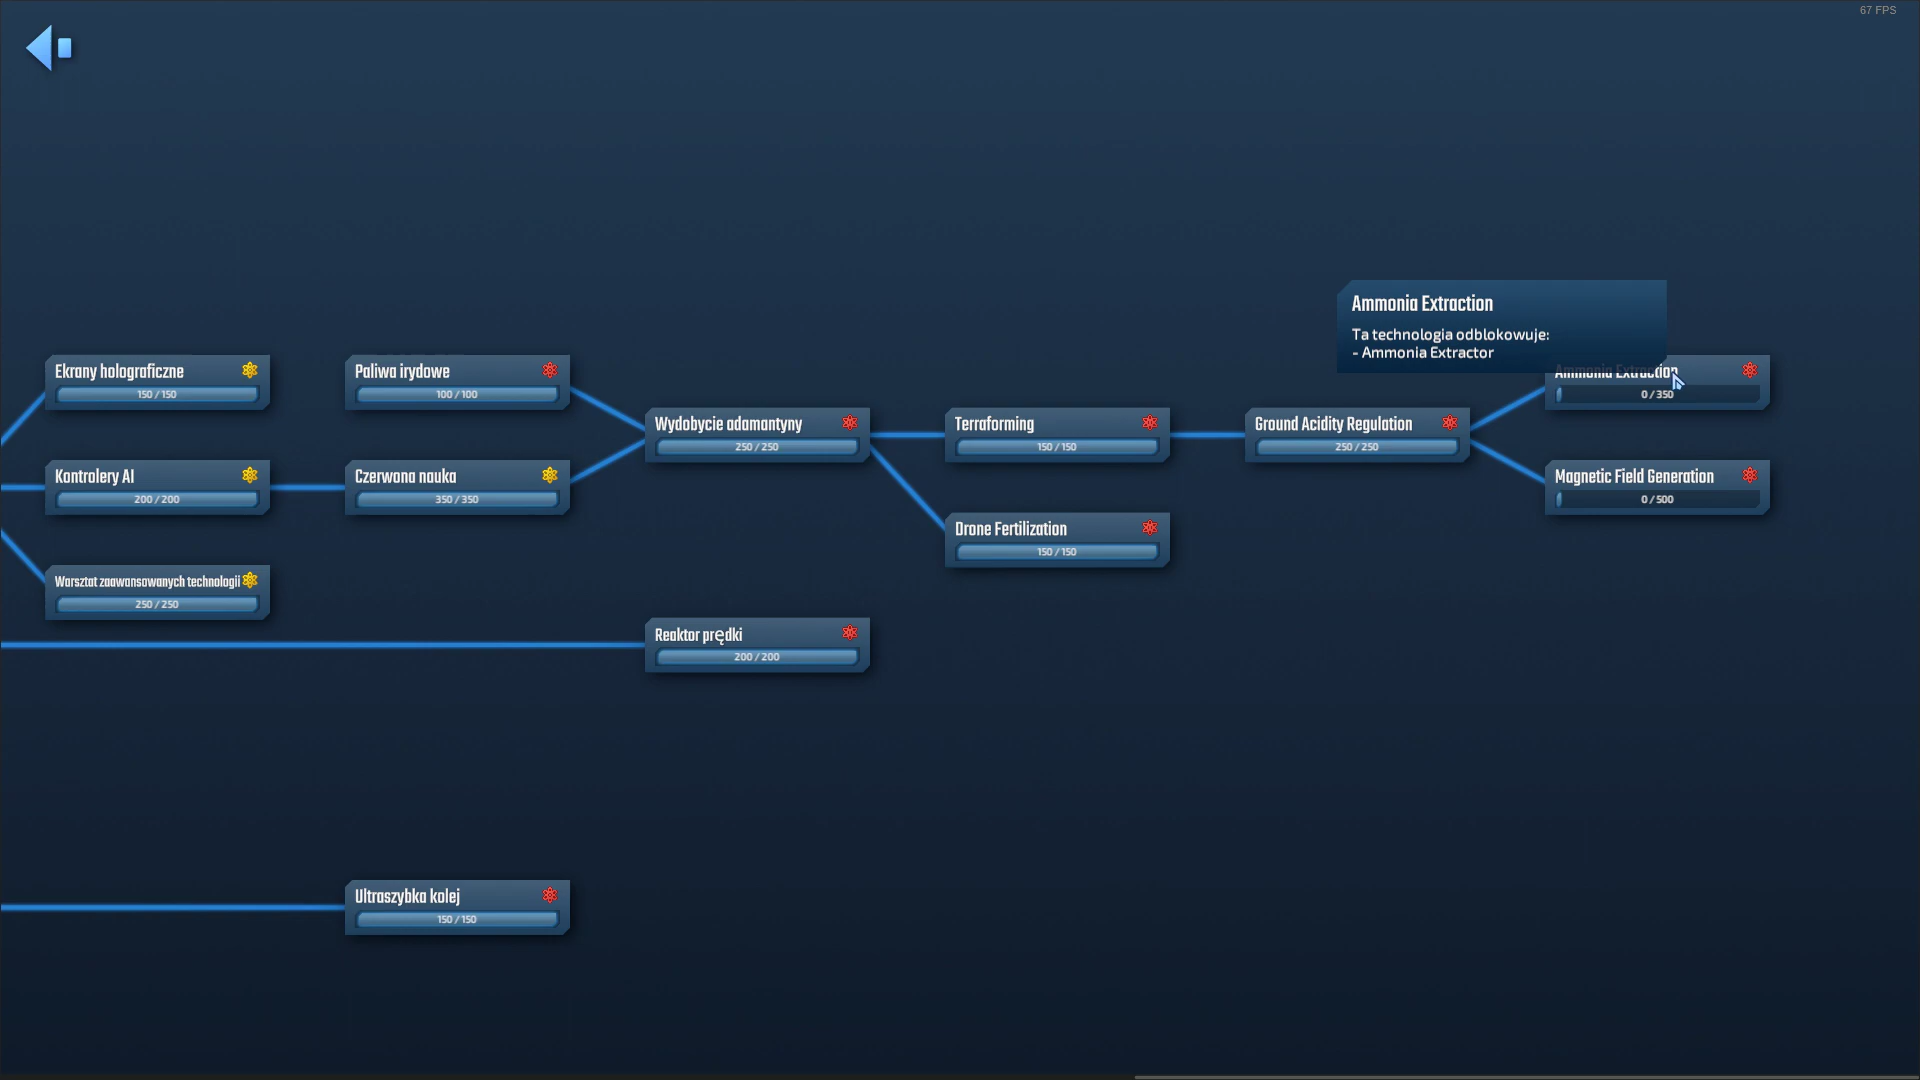 67 FPS
Ammonia Extraction
Ta technologia odblokowuje:
- Ammonia Extractor
Ekrany holograficzne
150 / 150
Paliwa irydowe
100 / 100
Ammonia Extraction
0 / 350
Wydobycie adamantyny
250 / 250
Terraforming
150 / 150
Ground Acidity Regulation
250 / 250
Kontrolery AI
200 / 200
Czerwona nauka
350 / 350
Magnetic Field Generation
0 / 500
Drone Fertilization
150 / 150
Warsztat zaawansowanych technologii
250 / 250
Reaktor prędki
200 / 200
Ultraszybka kolej
150 / 150